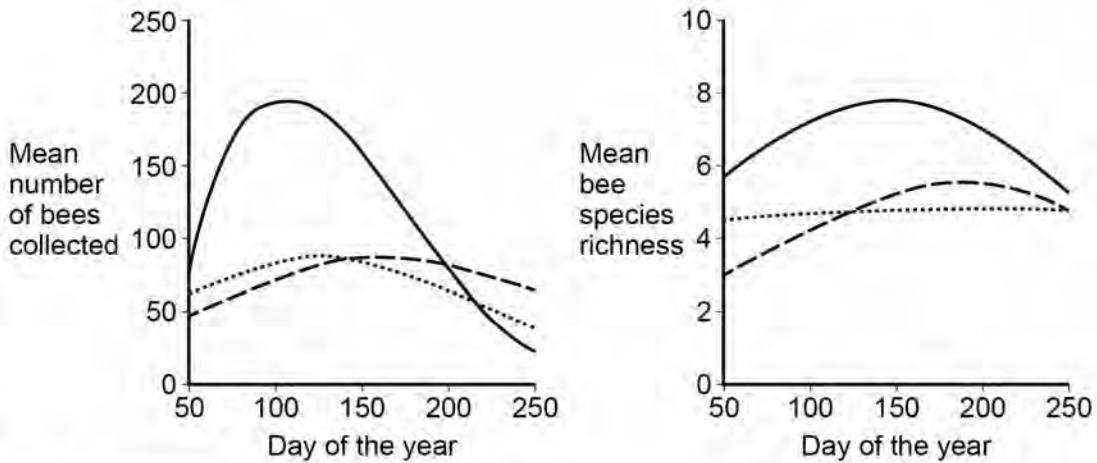 250
200
150
100
50
0
Mean
number
of bees
collected
50 100 150 200 250
Day of the year
10
8
6
4
2
0
Mean
bee
species
richness
50 100 150 200 250
Day of the year